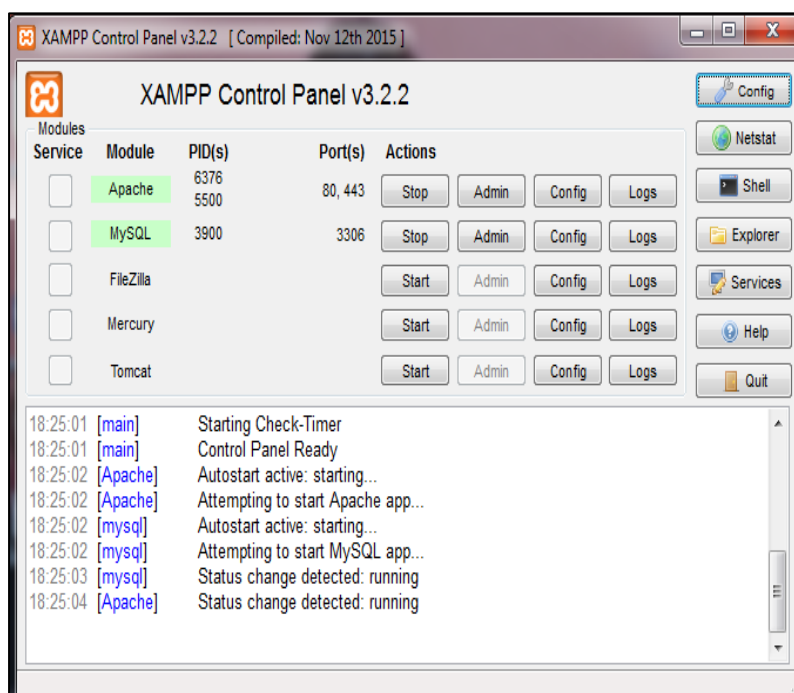 XAMPP Control Panel v3.2.2 [ Compiled: Nov 12th 2015 ]
XAMPP Control Panel v3.2.2
Config
Modules
Service Module PID(s) Port(s) Actions
Netstat
Apache 6376 5500 80, 443 Stop Admin Config Logs
Shell
MySQL 3900 3306 Stop Admin Config Logs
Explorer
FileZilla Start Admin Config Logs
Services
Mercury Start Admin Config Logs
Help
Tomcat Start Admin Config Logs
Quit
18:25:01 [main] Starting Check-Timer
18:25:01 [main] Control Panel Ready
18:25:02 [Apache] Autostart active: starting...
18:25:02 [Apache] Attempting to start Apache app...
18:25:02 [mysql] Autostart active: starting...
18:25:02 [mysql] Attempting to start MySQL app...
18:25:03 [mysql] Status change detected: running
18:25:04 [Apache] Status change detected: running